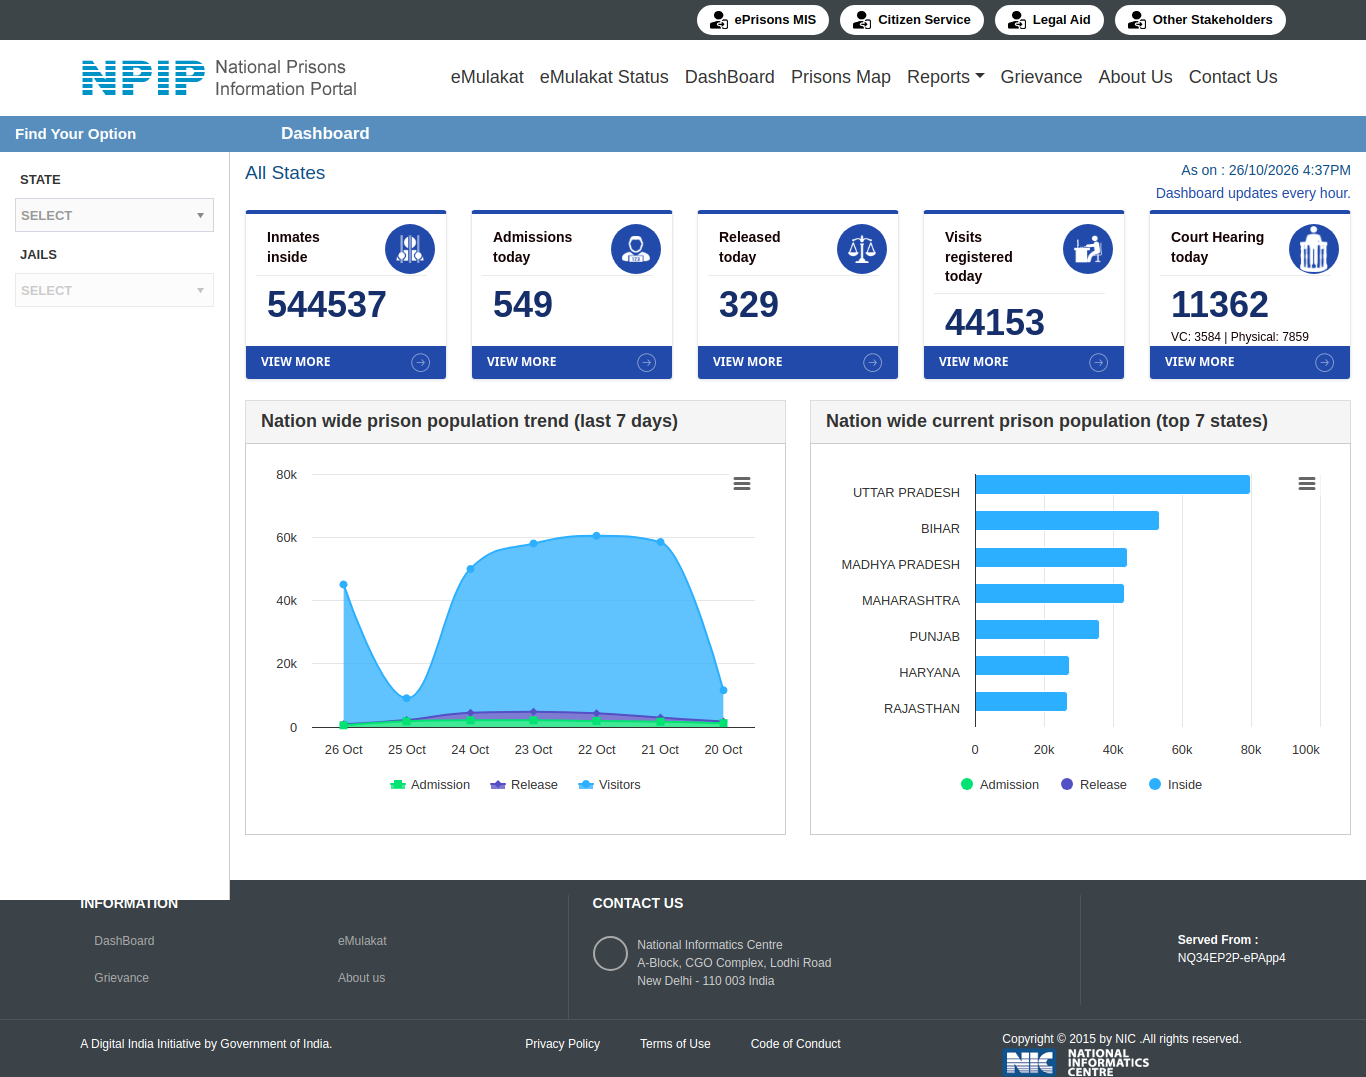 ePrisons MIS
Citizen Service
Legal Aid
Other Stakeholders
NPIP National Prisons
Information Portal
eMulakat
eMulakat Status
DashBoard
Prisons Map
Reports
Grievance
About Us
Contact Us
Find Your Option
Dashboard
STATE
SELECT
JAILS
SELECT
All States
As on : 26/10/2026 4:37PM
Dashboard updates every hour.
Inmates
inside
544537
VIEW MORE
Admissions
today
549
VIEW MORE
Released
today
329
VIEW MORE
Visits
registered
today
44153
VIEW MORE
Court Hearing
today
11362
VC: 3584 | Physical: 7859
VIEW MORE
Nation wide prison population trend (last 7 days)
80k
60k
40k
20k
0
26 Oct
25 Oct
24 Oct
23 Oct
22 Oct
21 Oct
20 Oct
Admission
Release
Visitors
Nation wide current prison population (top 7 states)
UTTAR PRADESH
BIHAR
MADHYA PRADESH
MAHARASHTRA
PUNJAB
HARYANA
RAJASTHAN
0
20k
40k
60k
80k
100k
Admission
Release
Inside
INFORMATION
DashBoard
eMulakat
Grievance
About us
CONTACT US
National Informatics Centre
A-Block, CGO Complex, Lodhi Road
New Delhi - 110 003 India
Served From :
NQ34EP2P-ePApp4
A Digital India Initiative by Government of India.
Privacy Policy
Terms of Use
Code of Conduct
Copyright © 2015 by NIC .All rights reserved.
NIC
NATIONAL
INFORMATICS
CENTRE